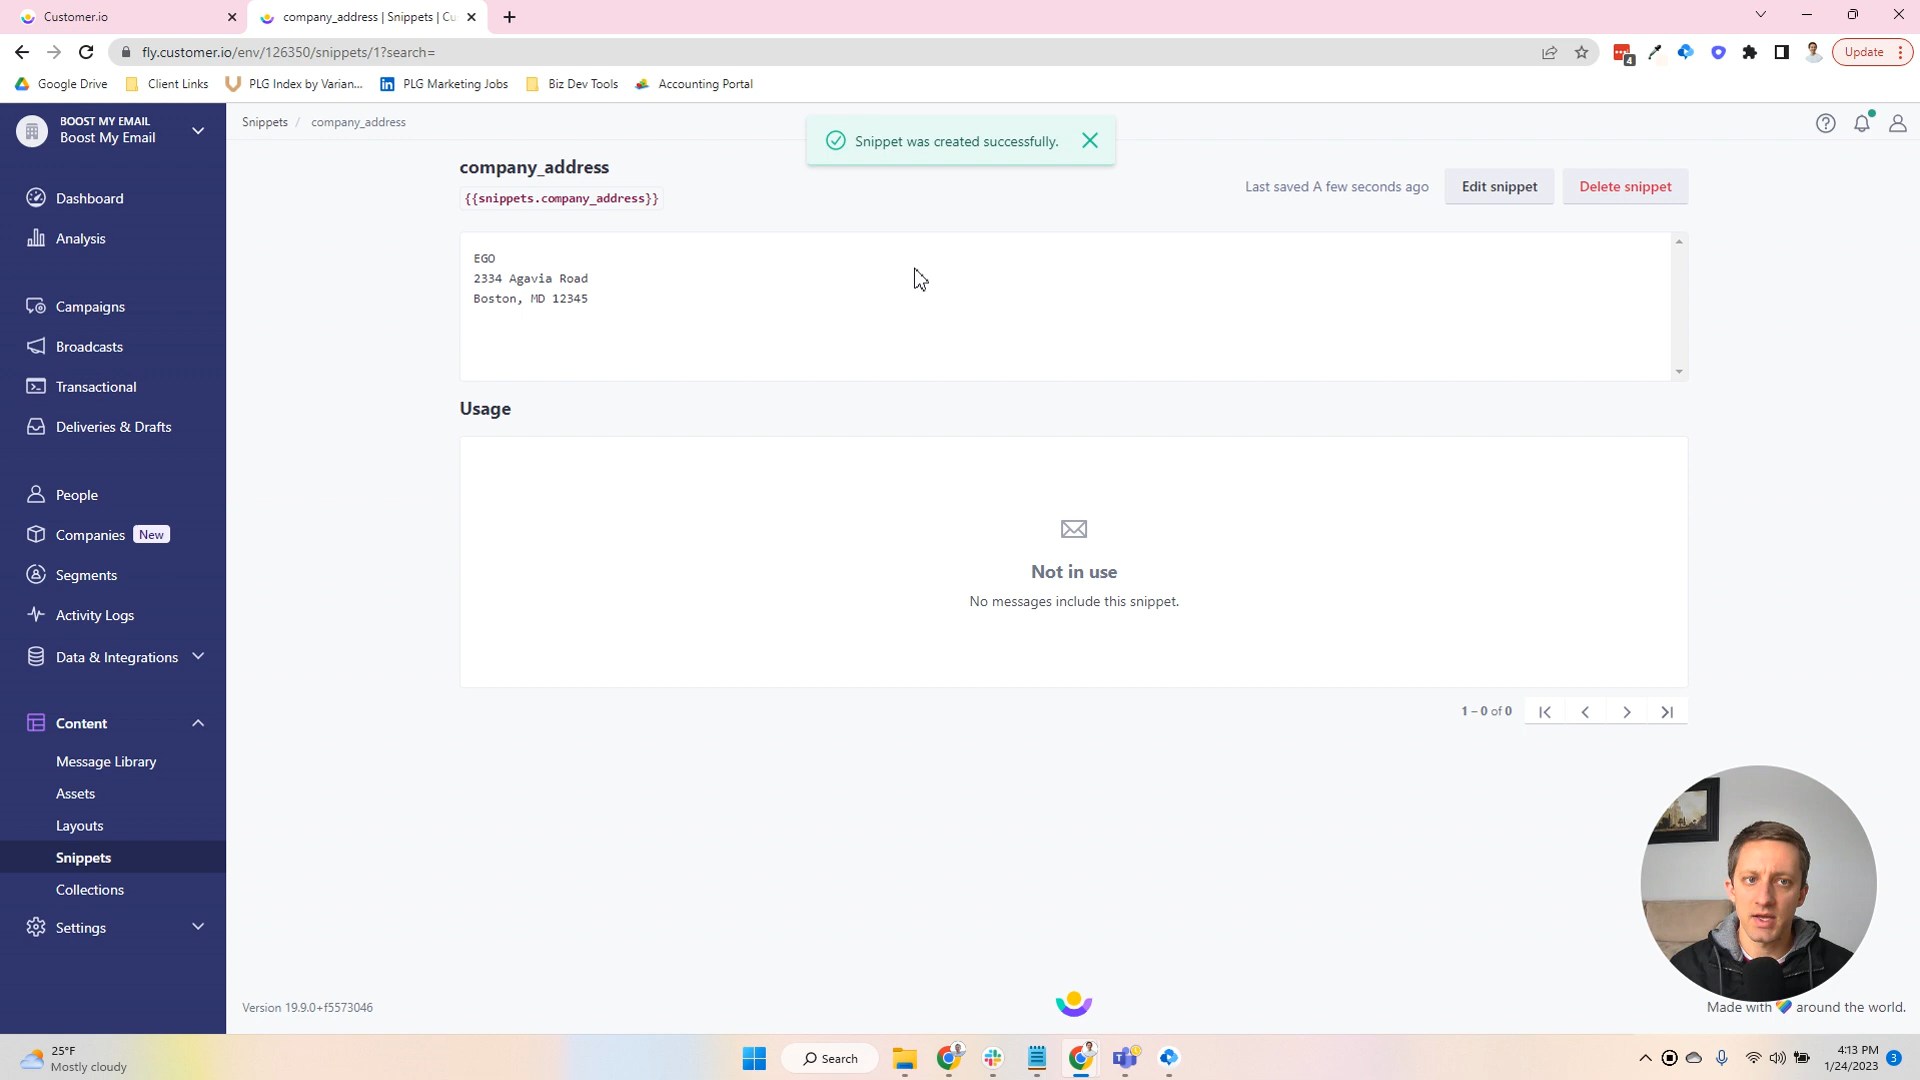 Customer.io
company_address | Snippets | Cu
fly.customer.io/env/126350/snippets/1?search=
4
Update
Google Drive
Client Links
PLG Index by Varian...
PLG Marketing Jobs
Biz Dev Tools
Accounting Portal
BOOST MY EMAIL
Boost My Email
Snippets / company_address
Snippet was created successfully.
company_address
{{snippets.company_address}}
Last saved A few seconds ago
Edit snippet
Delete snippet
Dashboard
Analysis
Campaigns
Broadcasts
Transactional
Deliveries & Drafts
People
Companies New
Segments
Activity Logs
Data & Integrations
Content
Message Library
Assets
Layouts
Snippets
Collections
Settings
EGO
2334 Agavia Road
Boston, MD 12345
Usage
Not in use
No messages include this snippet.
1 – 0 of 0
Version 19.9.0+f5573046
Made with around the world.
25°F
Mostly cloudy
Search
4:13 PM
1/24/2023
3